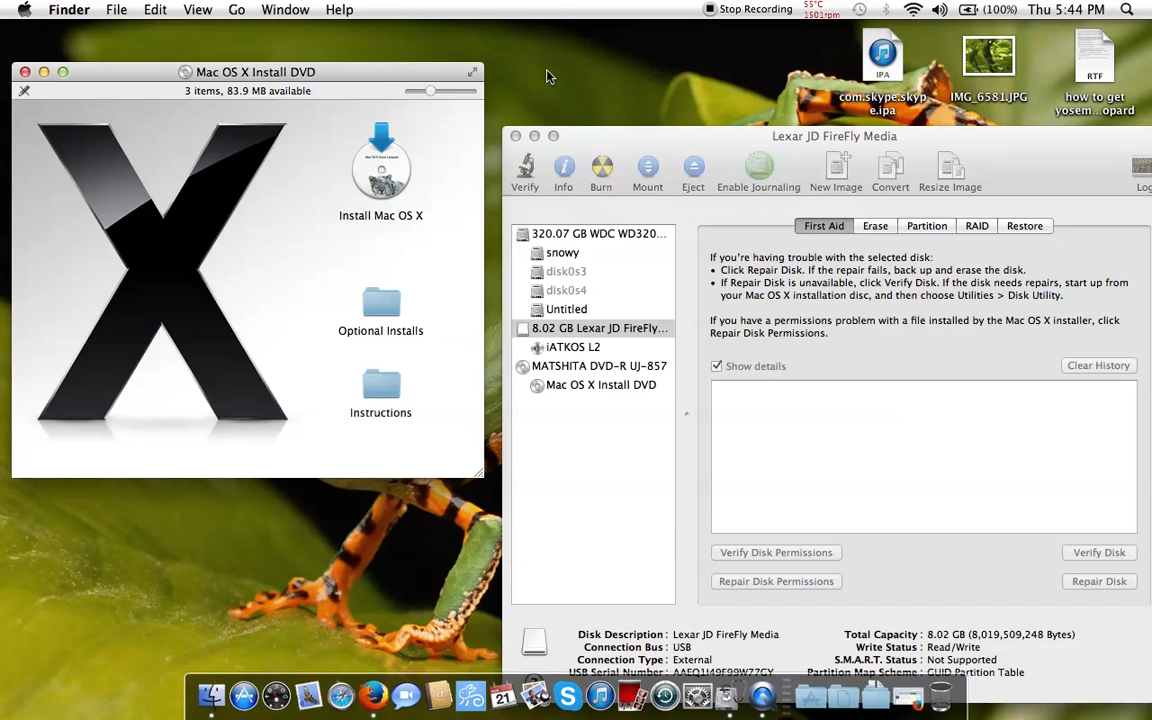 Finder File Edit View Go Window Help
Stop Recording 55°C 1501rpm (100%) Thu 5:44 PM
Mac OS X Install DVD
3 items, 83.9 MB available
Install Mac OS X
Optional Installs
Instructions
IPA
com.skype.skyp
e.ipa
IMG_6581.JPG
RTF
how to get
yosem...opard
Lexar JD FireFly Media
Verify Info Burn Mount Eject Enable Journaling New Image Convert Resize Image Log
320.07 GB WDC WD320...
snowy
disk0s3
disk0s4
Untitled
8.02 GB Lexar JD FireFly...
iATKOS L2
MATSHITA DVD-R UJ-857
Mac OS X Install DVD
First Aid Erase Partition RAID Restore
If you're having trouble with the selected disk:
• Click Repair Disk. If the repair fails, back up and erase the disk.
• If Repair Disk is unavailable, click Verify Disk. If the disk needs repairs, start up from
your Mac OS X installation disc, and then choose Utilities > Disk Utility.
If you have a permissions problem with a file installed by the Mac OS X installer, click
Repair Disk Permissions.
Show details
Clear History
Verify Disk Permissions
Verify Disk
Repair Disk Permissions
Repair Disk
Disk Description : Lexar JD FireFly Media
Connection Bus : USB
Connection Type : External
USB Serial Number :
Total Capacity : 8.02 GB (8,019,509,248 Bytes)
Write Status : Read/Write
S.M.A.R.T. Status : Not Supported
Partition Map Scheme : GUID Partition Table
21